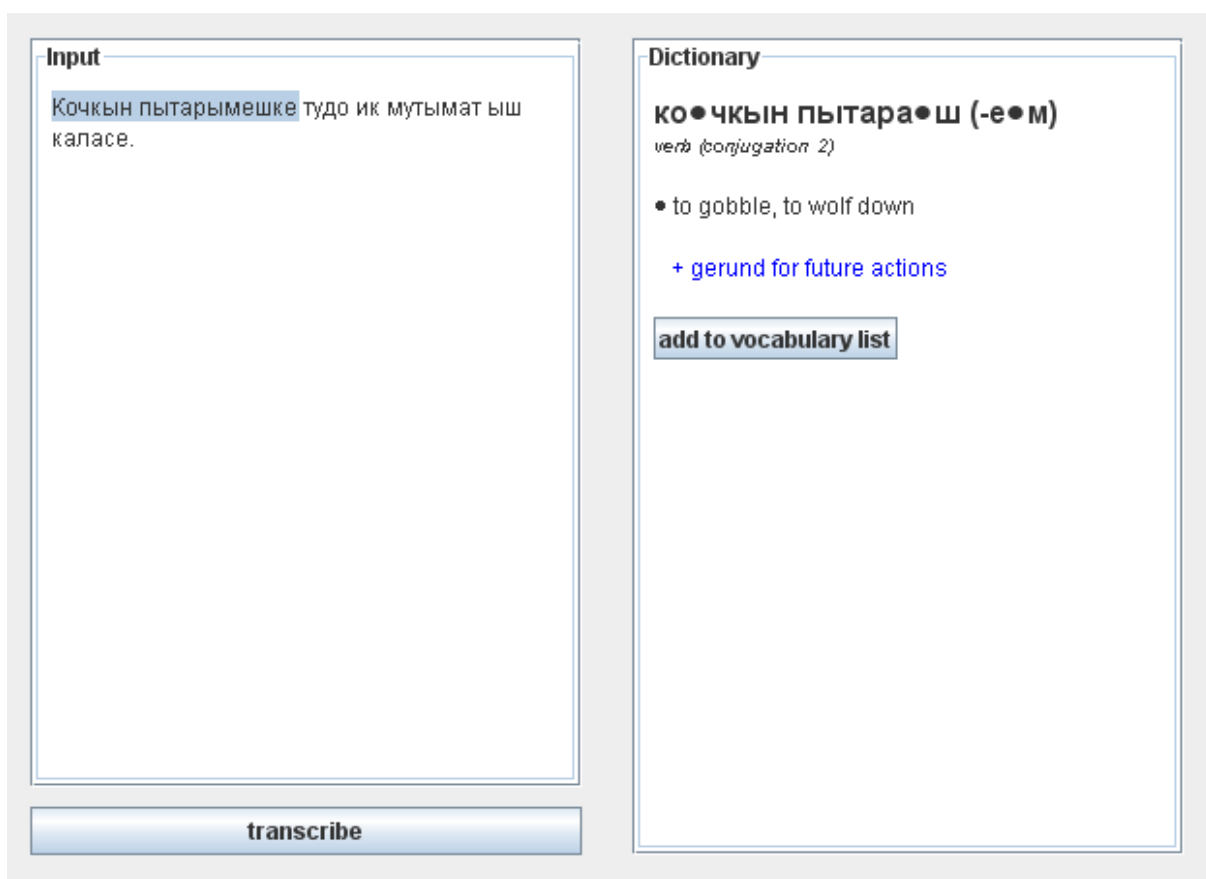 Input
Кочкын пытарымешке тудо ик мутымат ыш
каласе.
transcribe
Dictionary
ко●чкын пытара●ш (-е●м)
verb (conjugation 2)
● to gobble, to wolf down
+ gerund for future actions
add to vocabulary list